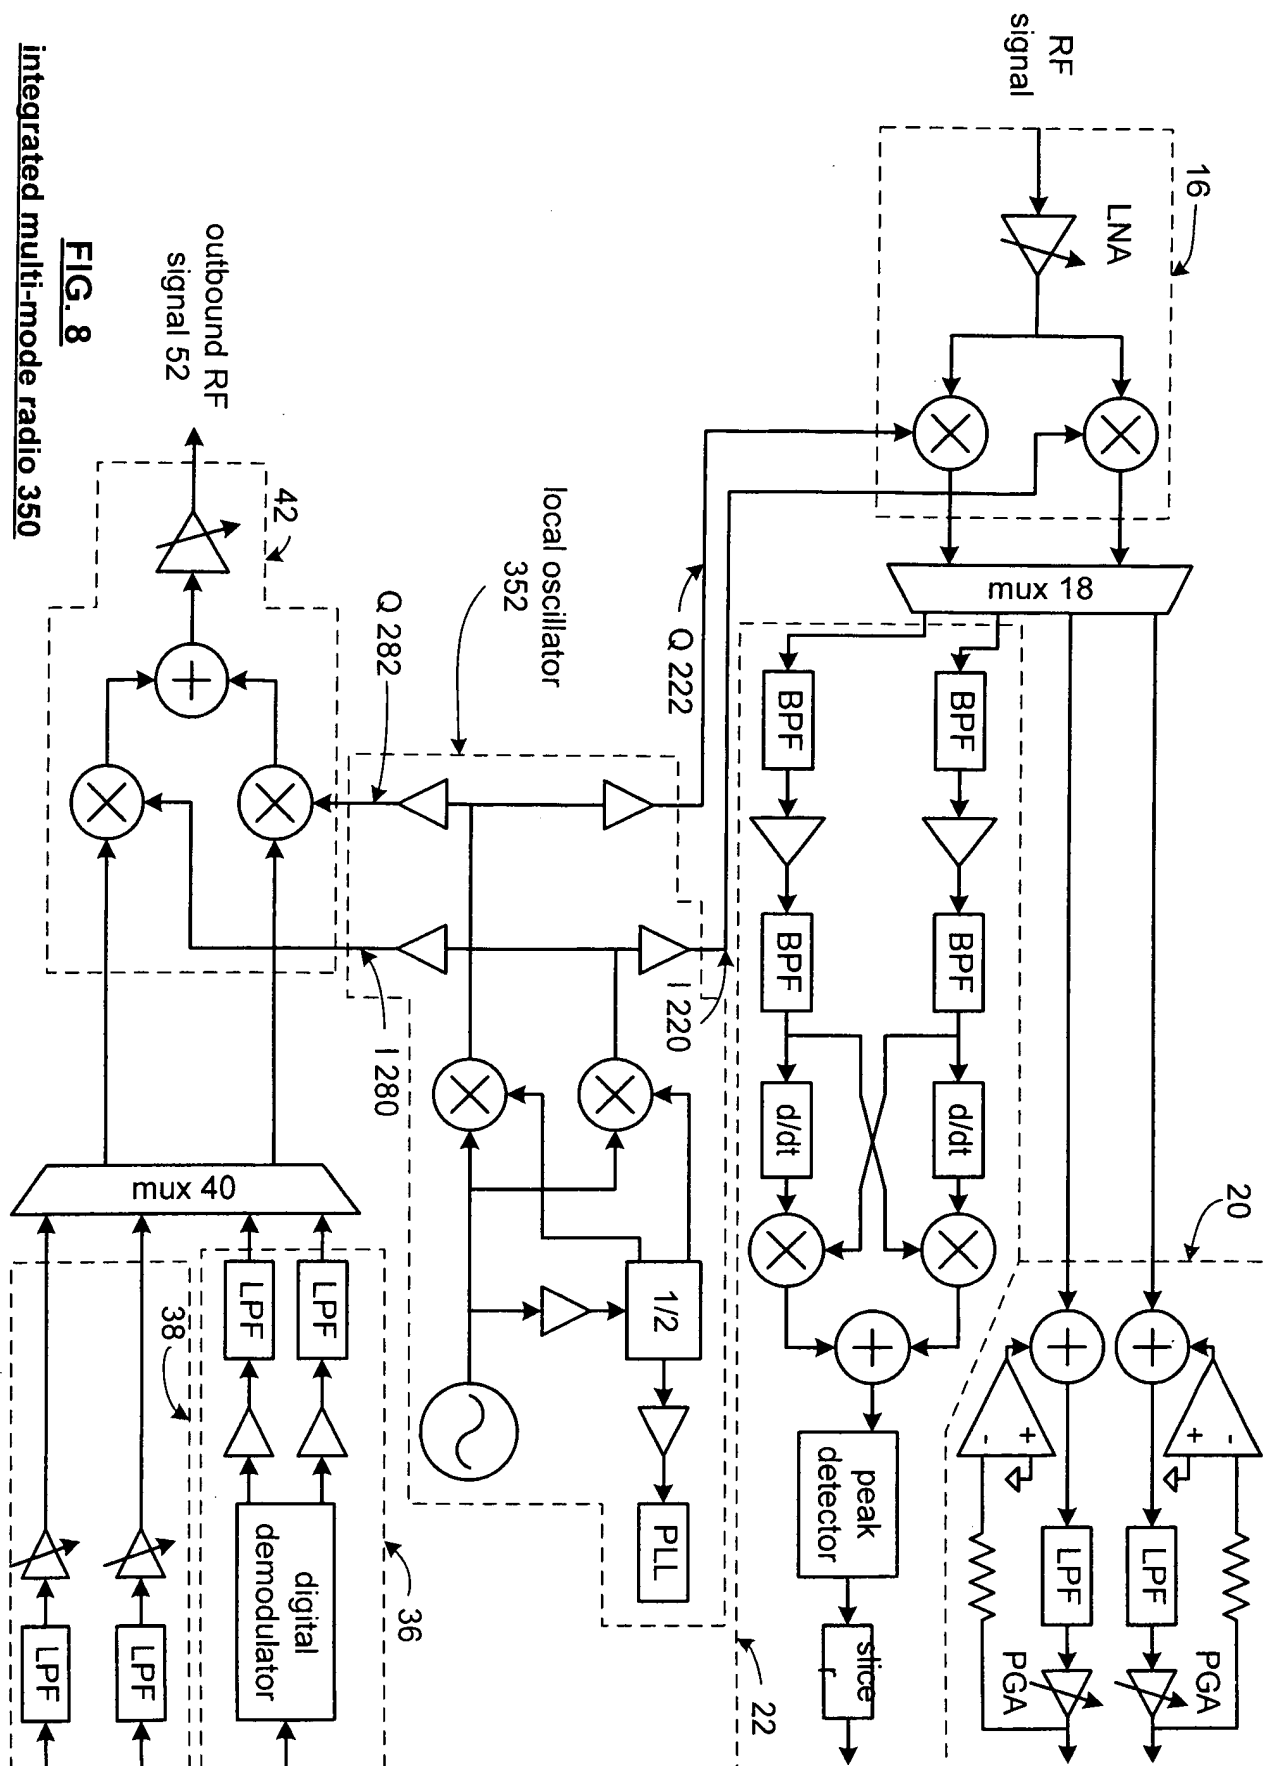 RF
signal
16
LNA
mux 18
20
PGA
LPF
LPF
PGA
+
-
+
-
+
+
BPF
BPF
d/dt
BPF
BPF
d/dt
+
peak
detector
slice
r
22
Q 222
I 220
local oscillator
352
1/2
PLL
Q 282
I 280
42
outbound RF
signal 52
+
mux 40
36
LPF
LPF
digital
demodulator
38
LPF
LPF
FIG. 8
integrated multi-mode radio 350